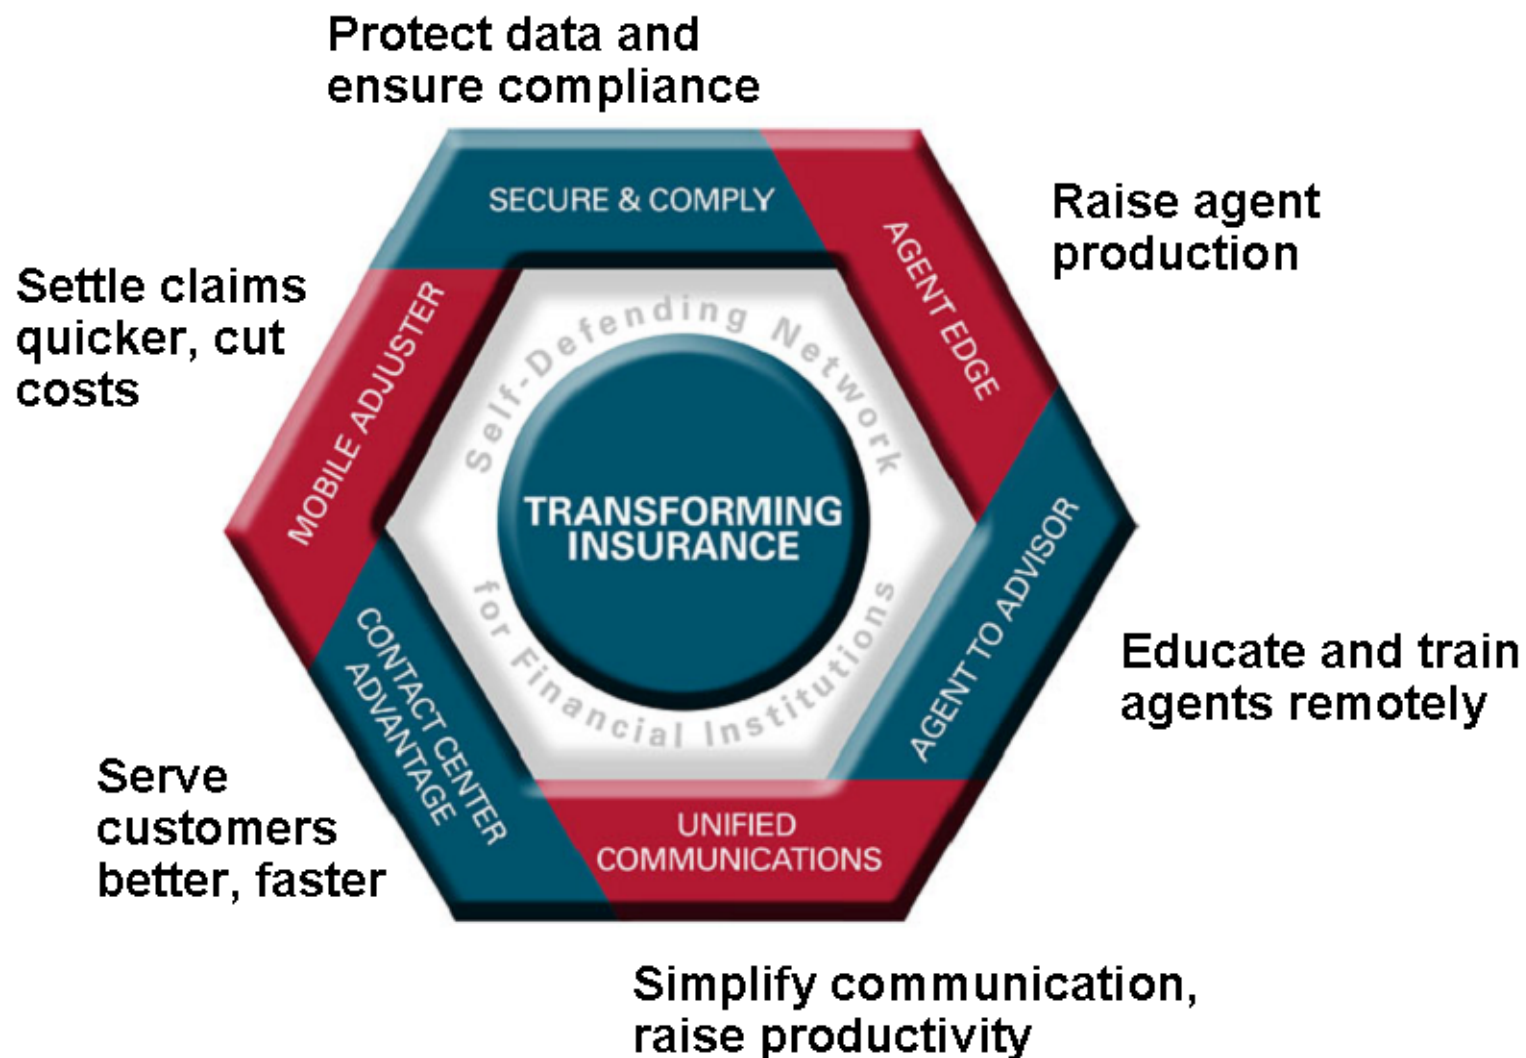 Protect data and
ensure compliance
SECURE & COMPLY
AGENT EDGE
Raise agent
production
Settle claims
quicker, cut
costs
MOBILE ADJUSTER
Self-Defending Network
TRANSFORMING
INSURANCE
for Financial Institutions
AGENT TO ADVISOR
Educate and train
agents remotely
CONTACT CENTER
ADVANTAGE
Serve
customers
better, faster
UNIFIED
COMMUNICATIONS
Simplify communication,
raise productivity